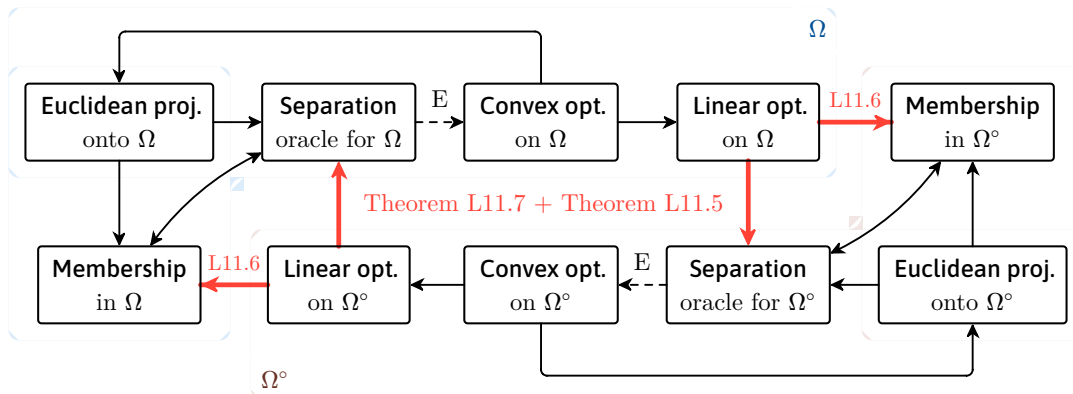 Ω
Euclidean proj.
onto Ω
Separation
oracle for Ω
E
Convex opt.
on Ω
Linear opt.
on Ω
L11.6
Membership
in Ω°
Theorem L11.7 + Theorem L11.5
Membership
in Ω
L11.6
Linear opt.
on Ω°
Convex opt.
on Ω°
E
Separation
oracle for Ω°
Euclidean proj.
onto Ω°
Ω°